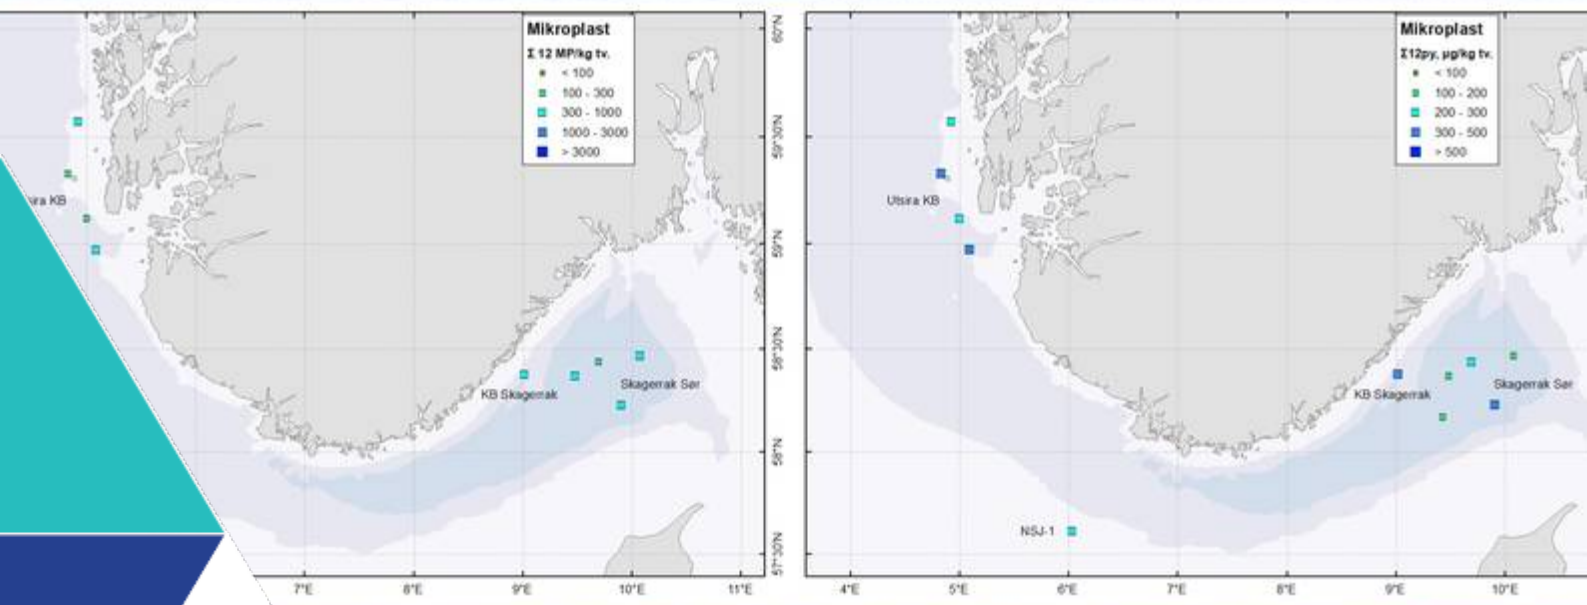 Mikroplast
Σ 12 MP/kg tv.
< 100
100 - 300
300 - 1000
1000 - 3000
> 3000
60°N
59°30'N
59°N
58°30'N
58°N
57°30'N
sira KB
KB Skagerrak
Skagerrak Sør
7°E
8°E
9°E
10°E
11°E
Mikroplast
Σ12py, µg/kg tv.
< 100
100 - 200
200 - 300
300 - 500
> 500
Utsira KB
KB Skagerrak
Skagerrak Sør
NSJ-1
4°E
5°E
6°E
7°E
8°E
9°E
10°E